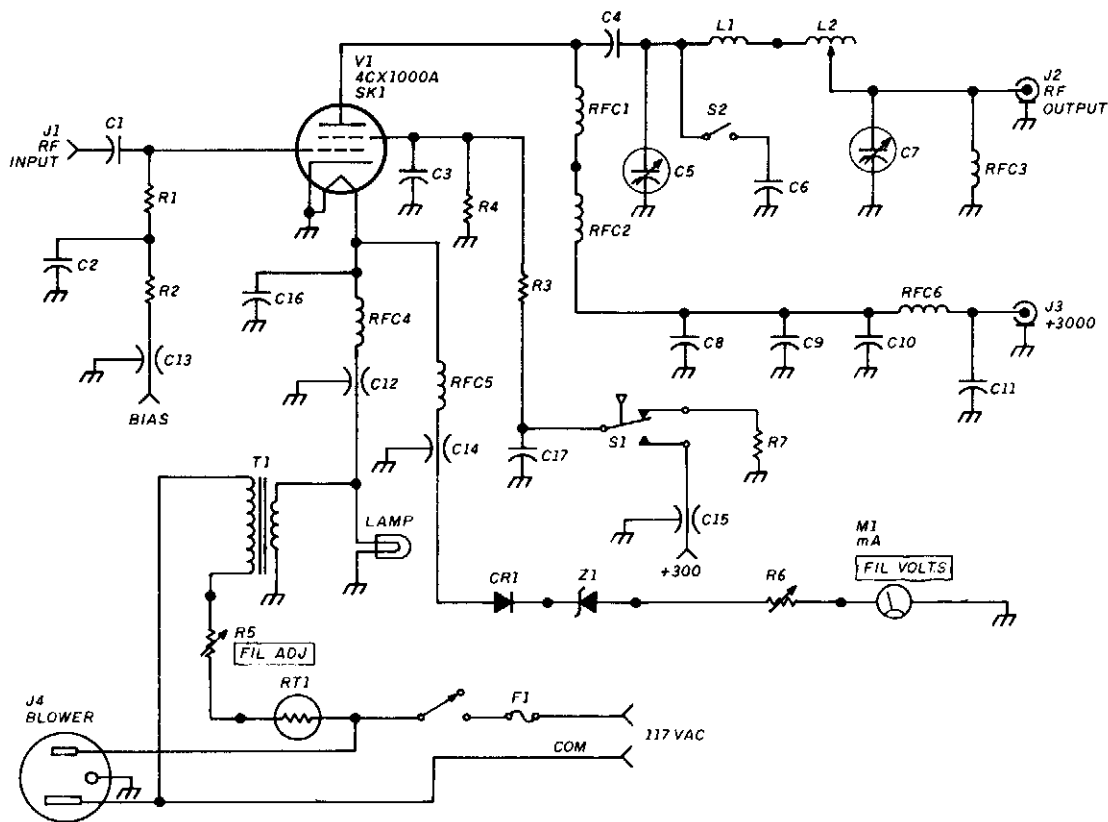 C4
L1
L2
V1
4CX1000A
SK1
J1
RF
INPUT
C1
RFC1
S2
J2
RF
OUTPUT
C3
R4
C5
C6
C7
RFC3
R1
C2
R2
RFC2
C16
RFC4
R3
RFC6
J3
+3000
C8
C9
C10
C13
C12
RFC5
C11
BIAS
C14
C17
S1
R7
T1
LAMP
C15
+300
M1
mA
FIL VOLTS
CR1
Z1
R6
R5
FIL ADJ
RT1
F1
J4
BLOWER
117 VAC
COM